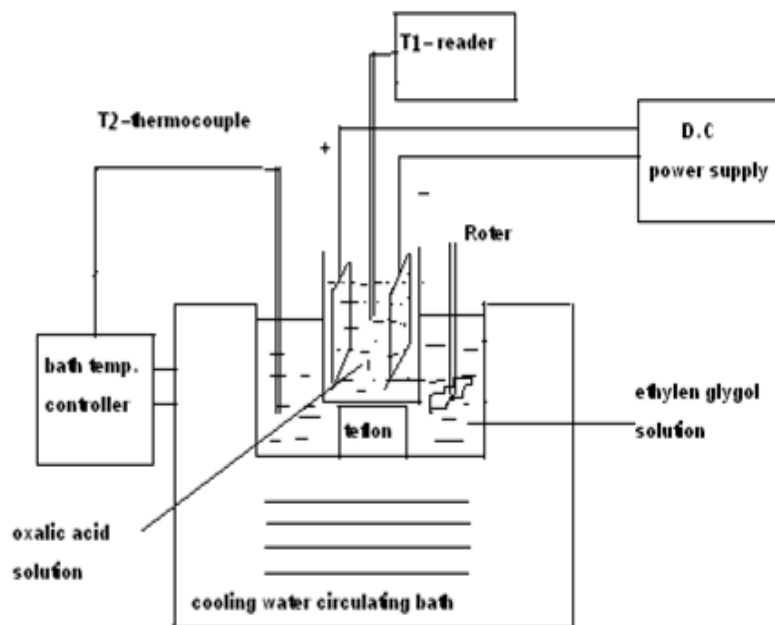 T1-reader
T2-thermocouple
+
D.C
power supply
-
Roter
bath temp.
controller
ethylen glygol
solution
teflon
oxalic acid
solution
cooling water circulating bath